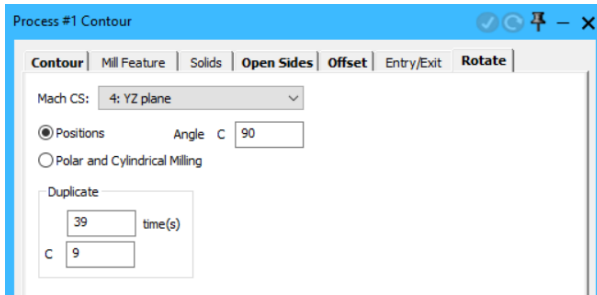 Process #1 Contour
Contour Mill Feature Solids Open Sides Offset Entry/Exit Rotate
Mach CS: 4: YZ plane
Positions Angle C 90
Polar and Cylindrical Milling
Duplicate
39 time(s)
C 9